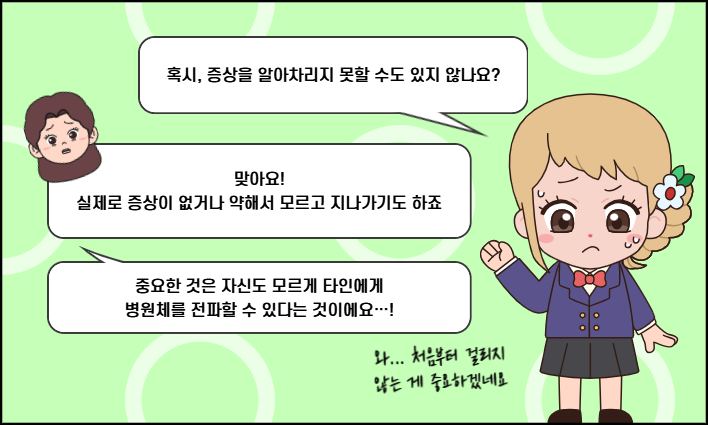 혹시, 증상을 알아차리지 못할 수도 있지 않나요?
맞아요!
실제로 증상이 없거나 약해서 모르고 지나가기도 하죠
중요한 것은 자신도 모르게 타인에게
병원체를 전파할 수 있다는 것이에요…!
와... 처음부터 걸리지
않는 게 중요하겠네요